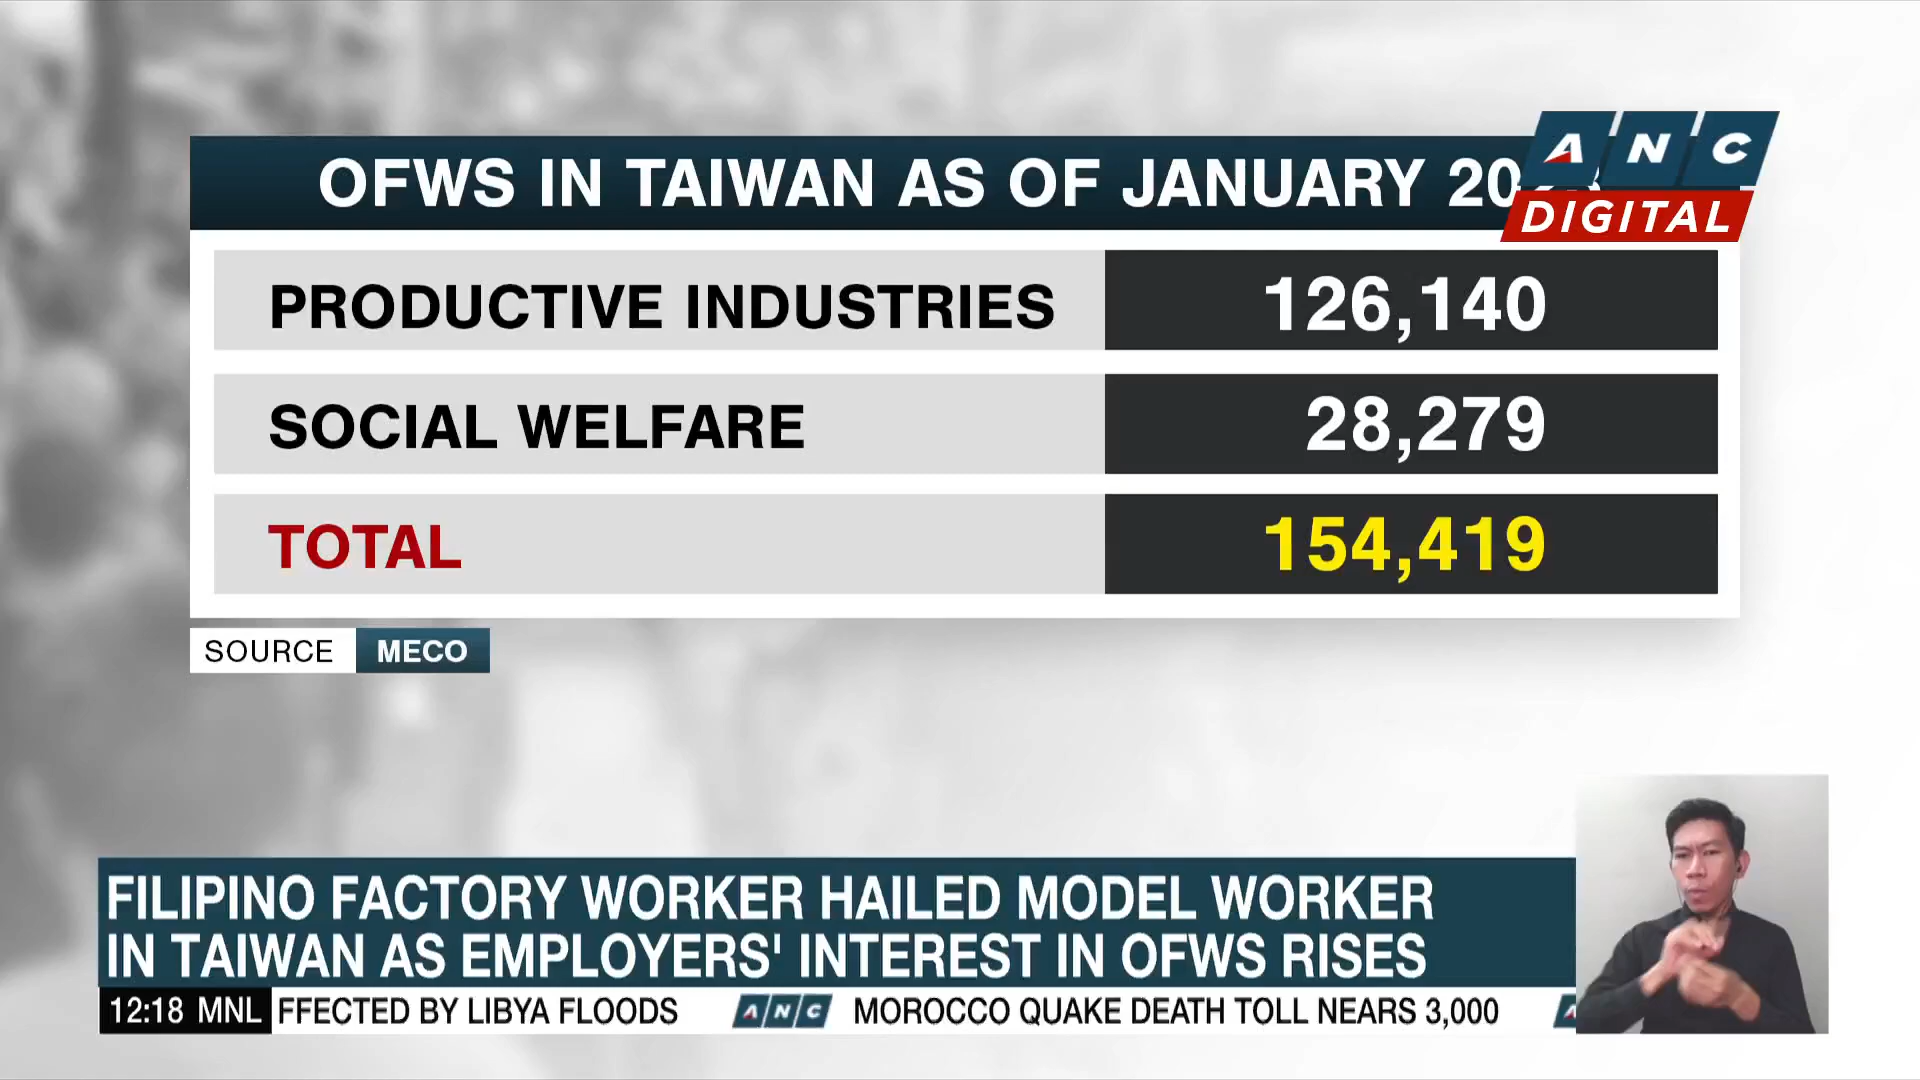 ANC
DIGITAL
OFWS IN TAIWAN AS OF JANUARY
PRODUCTIVE INDUSTRIES 126,140
SOCIAL WELFARE 28,279
TOTAL 154,419
SOURCE MECO
FILIPINO FACTORY WORKER HAILED MODEL WORKER
IN TAIWAN AS EMPLOYERS' INTEREST IN OFWS RISES
12:18 MNL FFECTED BY LIBYA FLOODS ANC MOROCCO QUAKE DEATH TOLL NEARS 3,000